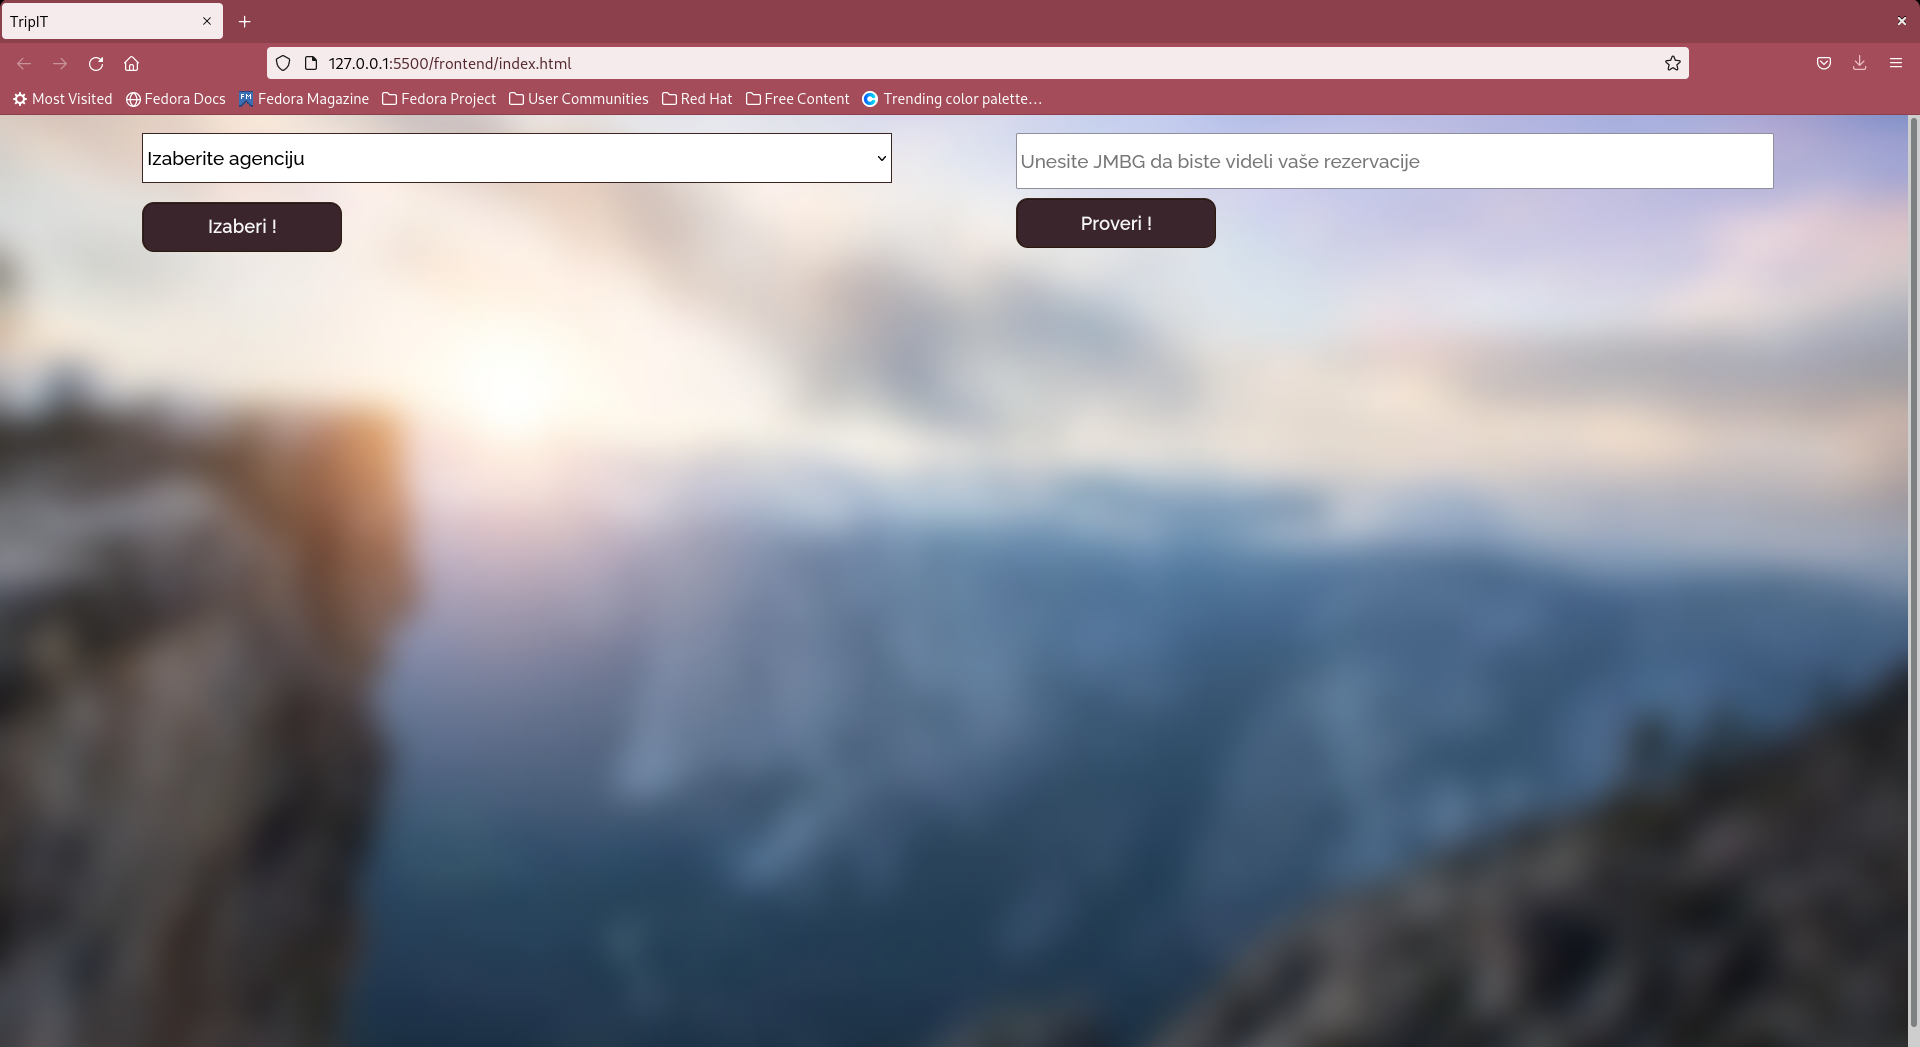 TripIT
127.0.0.1:5500/frontend/index.html
Most Visited Fedora Docs FM Fedora Magazine Fedora Project User Communities Red Hat Free Content Trending color palette…
Izaberite agenciju
Unesite JMBG da biste videli vaše rezervacije
Izaberi !
Proveri !